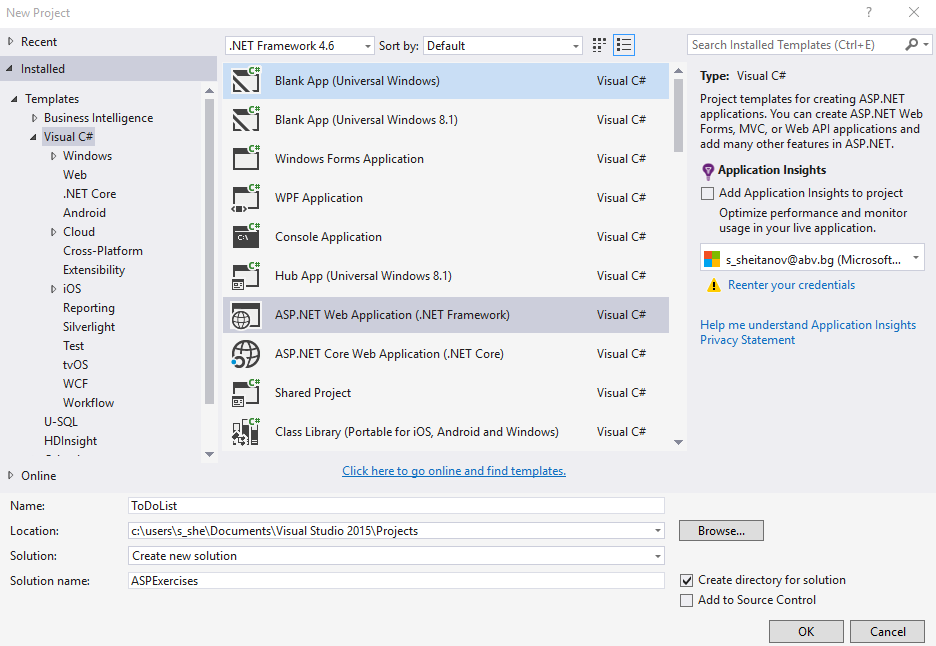 New Project
?
Recent
Installed
Templates
Business Intelligence
Visual C#
Windows
Web
.NET Core
Android
Cloud
Cross-Platform
Extensibility
iOS
Reporting
Silverlight
Test
tvOS
WCF
Workflow
U-SQL
HDInsight
Online
.NET Framework 4.6 Sort by: Default
C# Blank App (Universal Windows) Visual C#
C# Blank App (Universal Windows 8.1) Visual C#
C# Windows Forms Application Visual C#
C# WPF Application Visual C#
C# Console Application Visual C#
C# Hub App (Universal Windows 8.1) Visual C#
ASP.NET Web Application (.NET Framework) Visual C#
ASP.NET Core Web Application (.NET Core) Visual C#
C# Shared Project Visual C#
C# Class Library (Portable for iOS, Android and Windows) Visual C#
Click here to go online and find templates.
Search Installed Templates (Ctrl+E)
Type: Visual C#
Project templates for creating ASP.NET
applications. You can create ASP.NET Web
Forms, MVC, or Web API applications and
add many other features in ASP.NET.
Application Insights
Add Application Insights to project
Optimize performance and monitor
usage in your live application.
s_sheitanov@abv.bg (Microsoft...
Reenter your credentials
Help me understand Application Insights
Privacy Statement
Name: ToDoList
Location: c:\users\s_she\Documents\Visual Studio 2015\Projects Browse...
Solution: Create new solution
Solution name: ASPExercises
Create directory for solution
Add to Source Control
OK Cancel